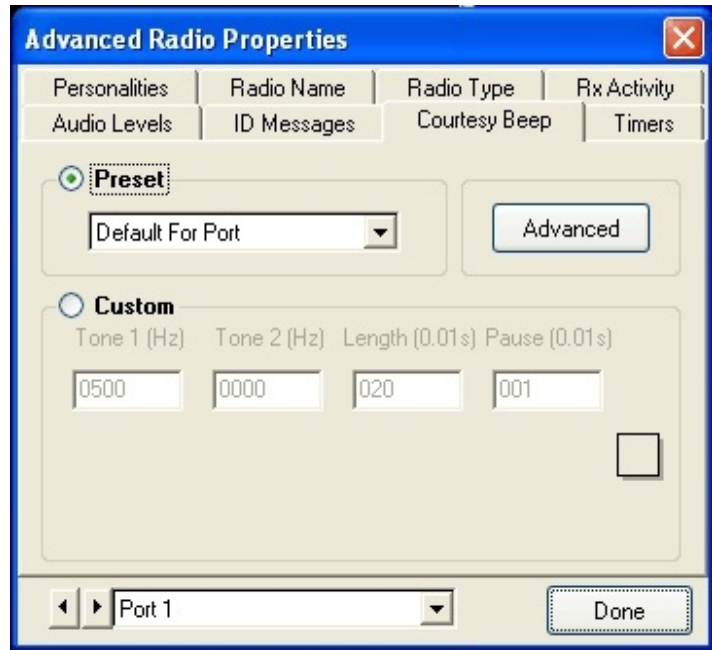 Advanced Radio Properties
Personalities Radio Name Radio Type Rx Activity
Audio Levels ID Messages Courtesy Beep Timers
Preset
Default For Port Advanced
Custom
Tone 1 (Hz) Tone 2 (Hz) Length (0.01s) Pause (0.01s)
0500 0000 020 001
Port 1 Done